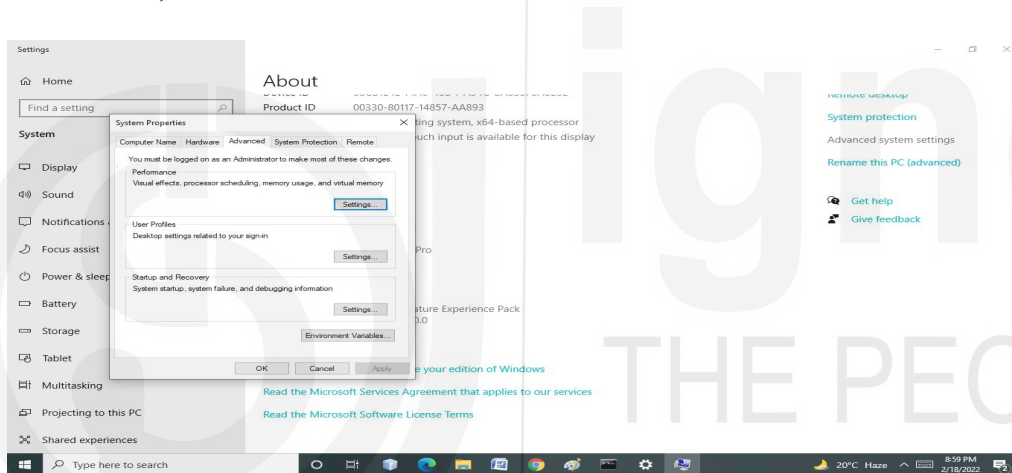 Settings
Home
About
Find a setting
Product ID 00330-80117-14857-AA893
System Properties
ting system, x64-based processor
System
Computer Name Hardware Advanced System Protection Remote
uch input is available for this display
You must be logged on as an Administrator to make most of these changes.
Performance
Visual effects, processor scheduling, memory usage, and virtual memory
Settings...
User Profiles
Desktop settings related to your sign-in
Settings...
Startup and Recovery
System startup, system failure, and debugging information
Settings...
Environment Variables...
OK Cancel Apply
Display
Sound
Notifications
Focus assist
Power & sleep
Battery
Storage
Tablet
Multitasking
Projecting to this PC
Shared experiences
Pro
ature Experience Pack
0.0
e your edition of Windows
Read the Microsoft Services Agreement that applies to our services
Read the Microsoft Software License Terms
Remote desktop
System protection
Advanced system settings
Rename this PC (advanced)
Get help
Give feedback
ign
THE PEO
Type here to search
20°C Haze
8:59 PM
2/18/2022